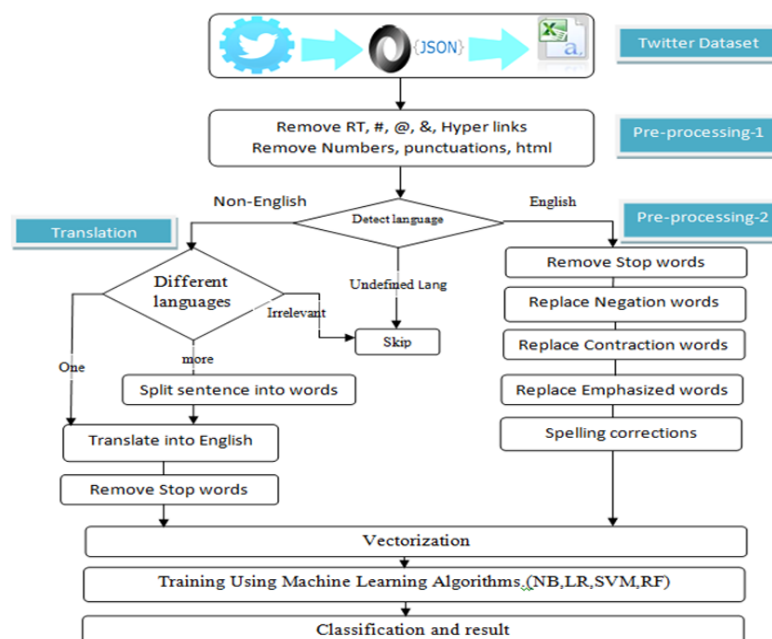 {JSON}
a,
Twitter Dataset
Remove RT, #, @, &, Hyper links
Remove Numbers, punctuations, html
Pre-processing-1
Non-English
Detect language
English
Pre-processing-2
Translation
Different
languages
Undefined Lang
Irrelevant
Skip
One
more
Split sentence into words
Translate into English
Remove Stop words
Remove Stop words
Replace Negation words
Replace Contraction words
Replace Emphasized words
Spelling corrections
Vectorization
Training Using Machine Learning Algorithms.(NB,LR,SVM,RF)
Classification and result